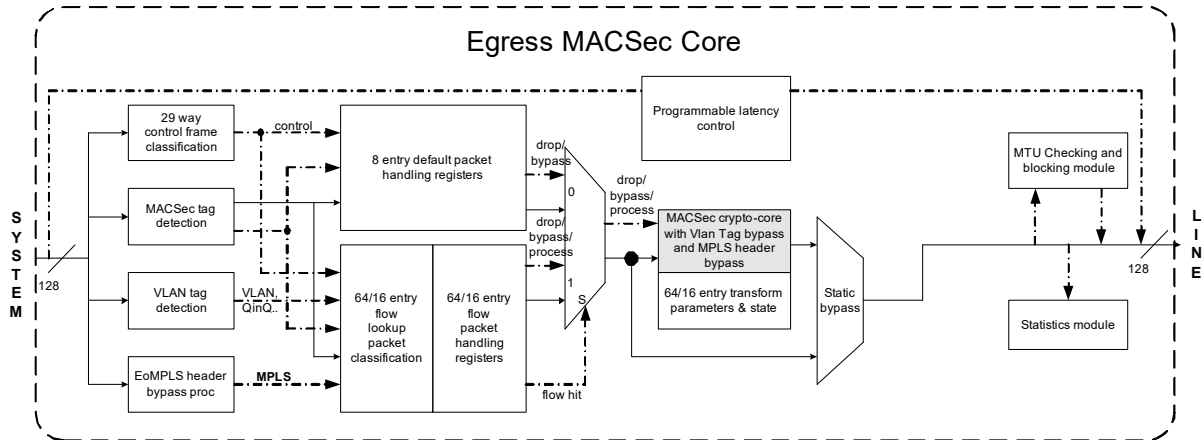 Egress MACSec Core
SYSTEM
128
29 way
control frame
classification
control
MACSec tag
detection
VLAN tag
detection
VLAN,
QinQ..
EoMPLS header
bypass proc
MPLS
8 entry default packet
handling registers
64/16 entry
flow
lookup
packet
classification
64/16 entry
flow
packet
handling
registers
drop/
bypass
0
drop/
bypass/
process
1
S
flow hit
drop/
bypass/
process
Programmable latency
control
MACSec crypto-core
with Vlan Tag bypass
and MPLS header
bypass
64/16 entry transform
parameters & state
Static
bypass
MTU Checking and
blocking module
Statistics module
128
LINE